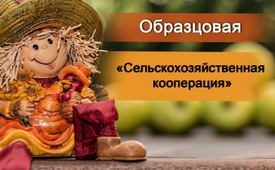 Образцовая
«Сельскохозяйственная
кооперация»